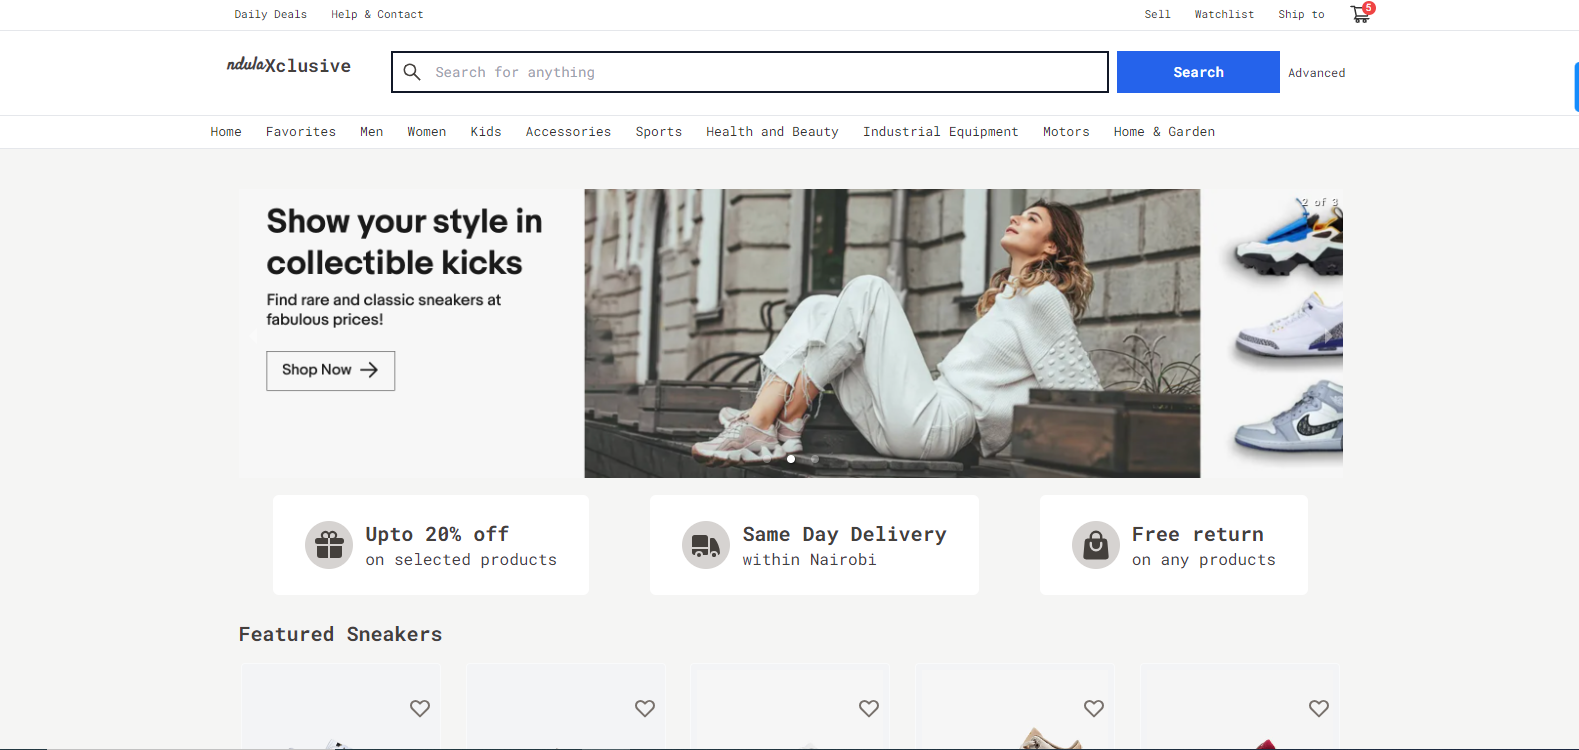 Daily Deals Help & Contact Sell Watchlist Ship to 5
ndulaXclusive Search for anything Search Advanced
Home Favorites Men Women Kids Accessories Sports Health and Beauty Industrial Equipment Motors Home & Garden
2 of 3
Show your style in
collectible kicks
Find rare and classic sneakers at
fabulous prices!
Shop Now
Upto 20% off
on selected products
Same Day Delivery
within Nairobi
Free return
on any products
Featured Sneakers